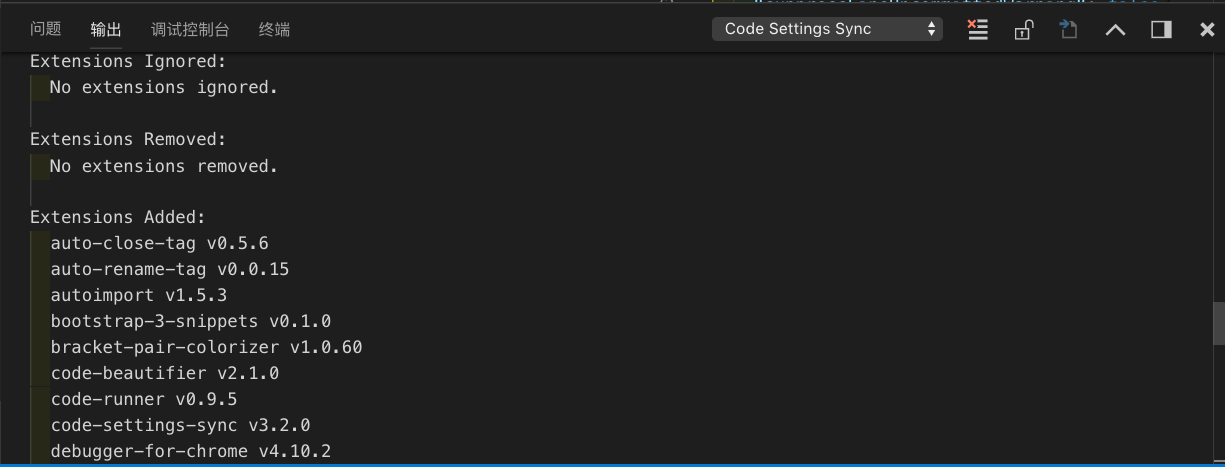 问题 输出 调试控制台 终端 Code Settings Sync
Extensions Ignored:
No extensions ignored.
Extensions Removed:
No extensions removed.
Extensions Added:
auto-close-tag v0.5.6
auto-rename-tag v0.0.15
autoimport v1.5.3
bootstrap-3-snippets v0.1.0
bracket-pair-colorizer v1.0.60
code-beautifier v2.1.0
code-runner v0.9.5
code-settings-sync v3.2.0
debugger-for-chrome v4.10.2